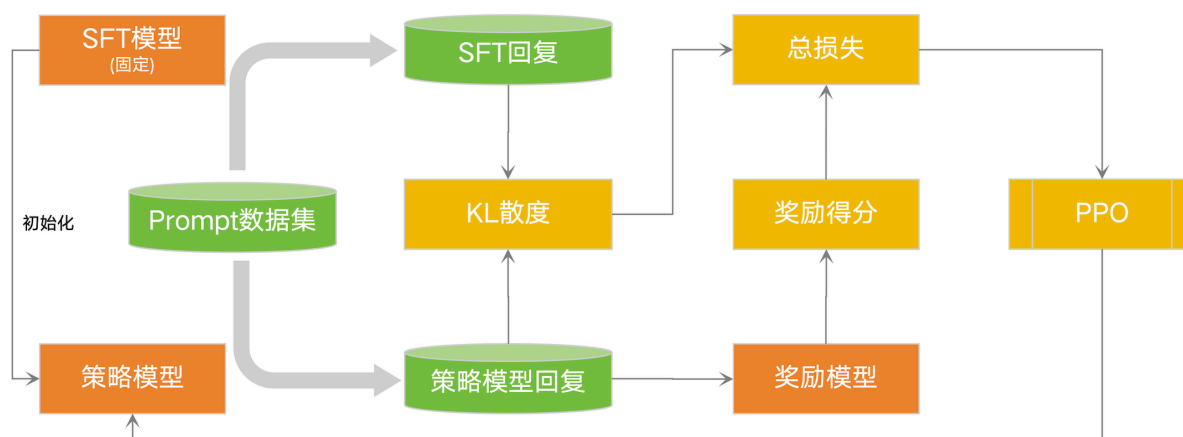 SFT模型
(固定)
SFT回复
总损失
初始化
Prompt数据集
KL散度
奖励得分
PPO
策略模型
策略模型回复
奖励模型